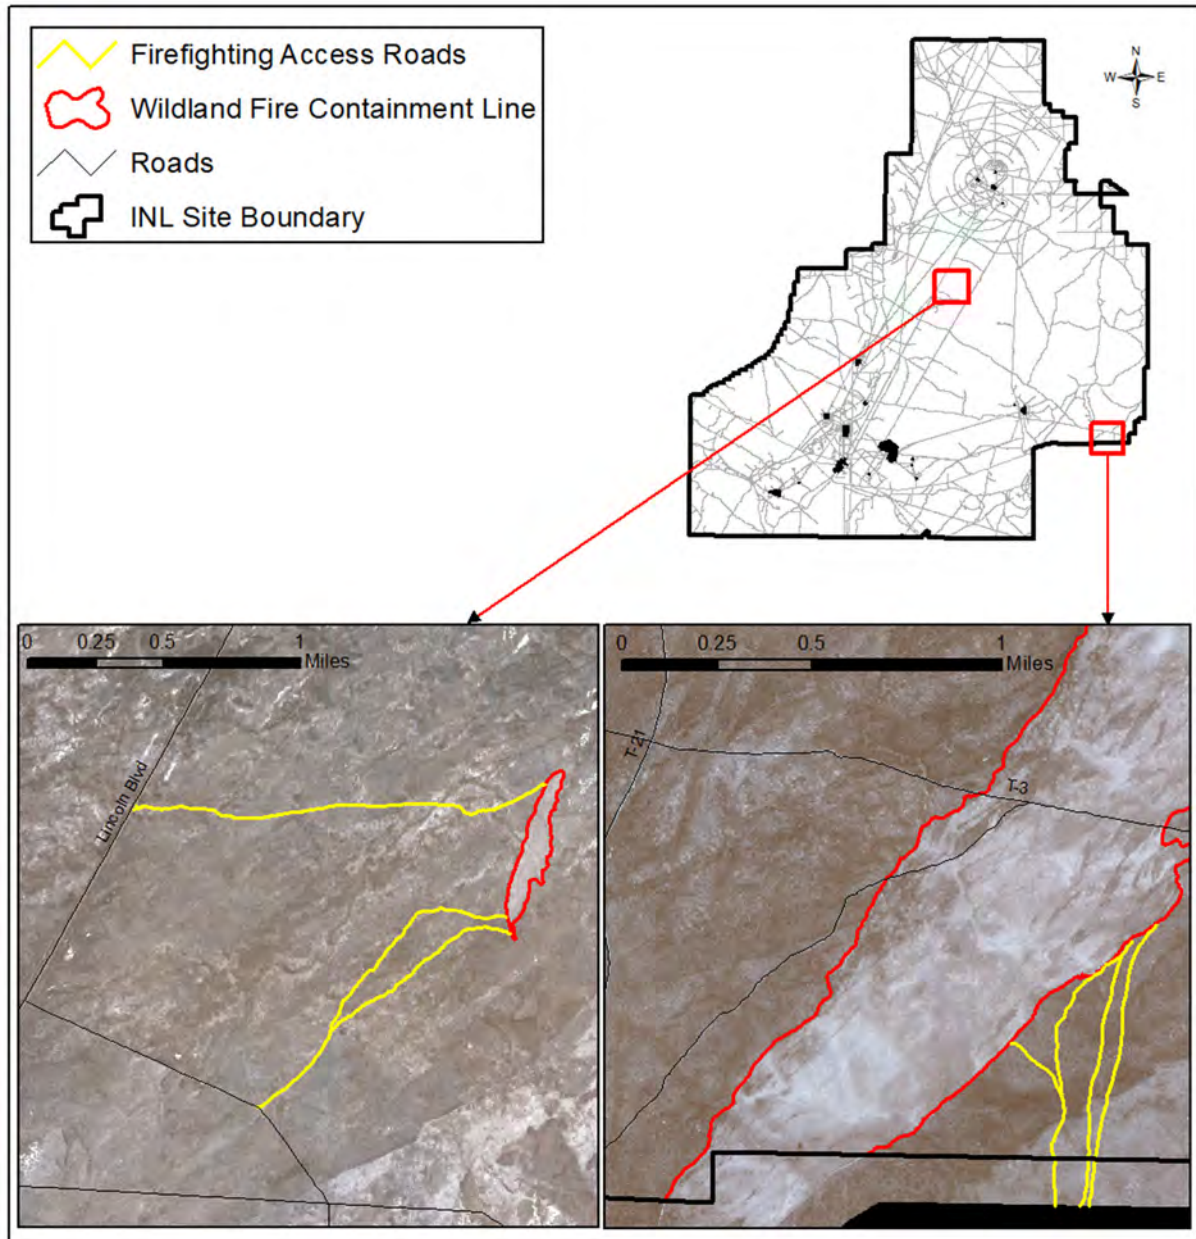 Firefighting Access Roads
Wildland Fire Containment Line
Roads
INL Site Boundary
N
W E
S
0 0.25 0.5 1
Miles
Lincoln Blvd
0 0.25 0.5 1
Miles
T-21
T-3